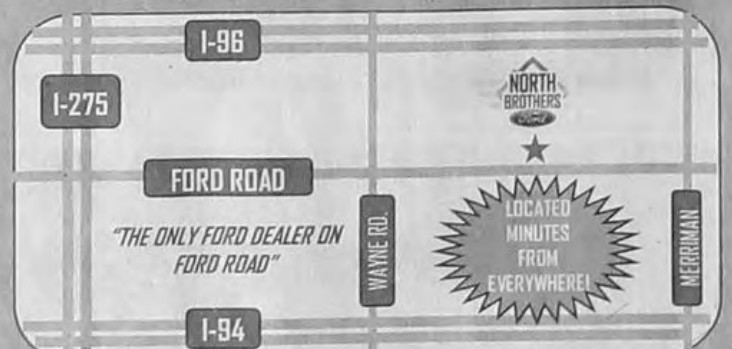 I-96
I-275
NORTH
BROTHERS
Ford
FORD ROAD
"THE ONLY FORD DEALER ON
FORD ROAD"
WAYNE RD.
LOCATED
MINUTES
FROM
EVERYWHERE!
MERRIMAN
I-94